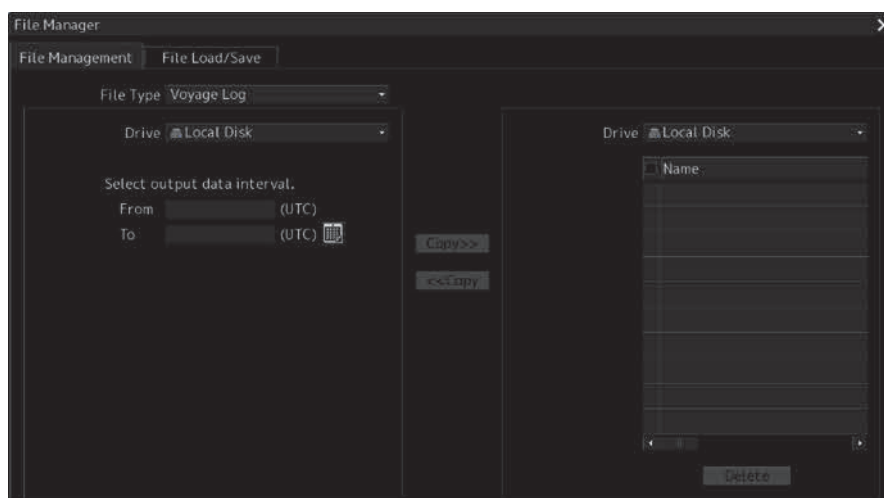 File Manager
File Management
File Load/Save
File Type Voyage Log
Drive Local Disk
Select output data interval.
From (UTC)
To (UTC)
Copy>>
<<Copy
Drive Local Disk
Name
Delete